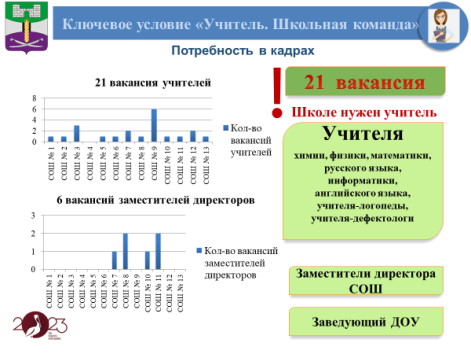 Ключевое условие «Учитель. Школьная команда»
Потребность в кадрах
21 вакансия учителей
8
6
4
2
0
СОШ № 1
СОШ № 2
СОШ № 3
СОШ № 4
СОШ № 5
СОШ № 6
СОШ № 7
СОШ № 8
СОШ № 9
СОШ № 10
СОШ № 11
СОШ № 12
СОШ № 13
Кол-во
вакансий
учителей
6 вакансий заместителей директоров
3
2
1
0
СОШ № 1
СОШ № 2
СОШ № 3
СОШ № 4
СОШ № 5
СОШ № 6
СОШ № 7
СОШ № 8
СОШ № 9
СОШ № 10
СОШ № 11
СОШ № 12
СОШ № 13
Кол-во вакансий
заместителей
директоров
!
21 вакансия
Школе нужен учитель
Учителя
химии, физики, математики,
русского языка,
информатики,
английского языка,
учителя-логопеды,
учителя-дефектологи
Заместители директора
СОШ
Заведующий ДОУ
2023